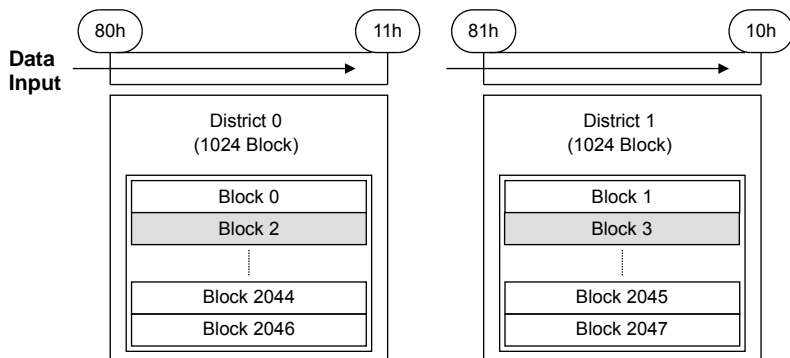 80h
11h
81h
10h
Data
Input
District 0
(1024 Block)
District 1
(1024 Block)
Block 0
Block 2
Block 2044
Block 2046
Block 1
Block 3
Block 2045
Block 2047